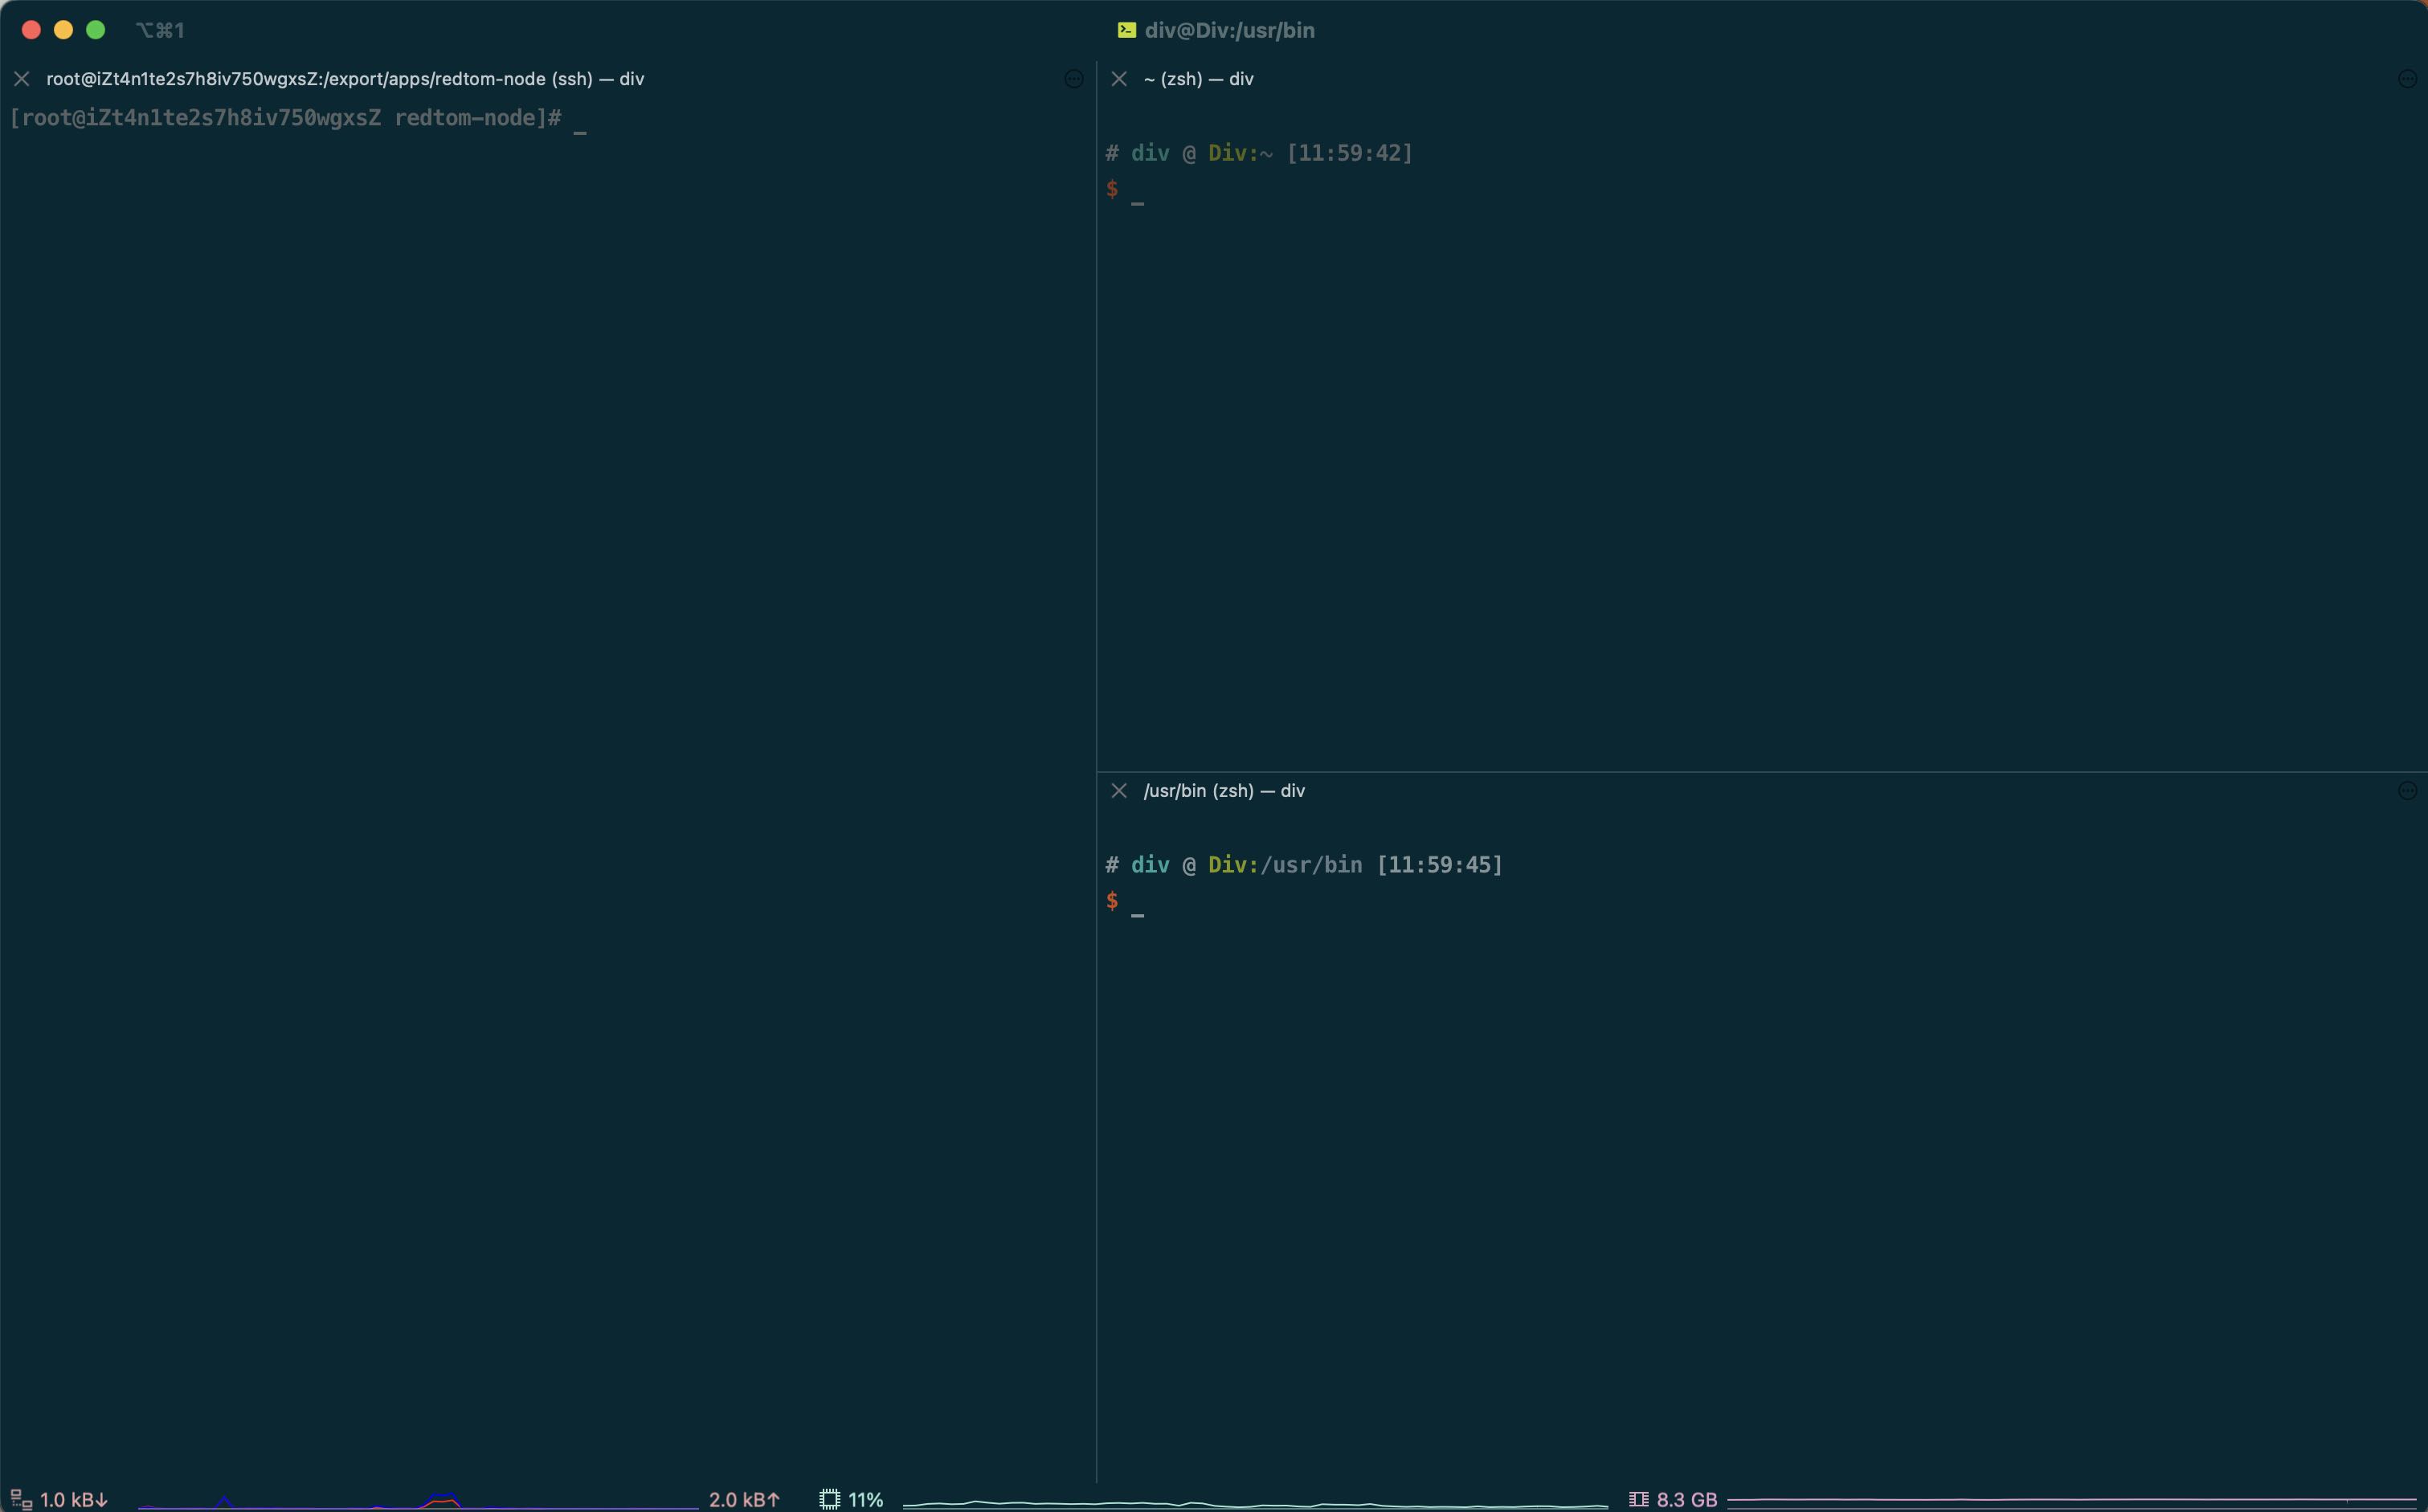 ⌥⌘1
div@Div:/usr/bin
root@iZt4n1te2s7h8iv750wgxsZ:/export/apps/redtom-node (ssh) — div
[root@iZt4n1te2s7h8iv750wgxsZ redtom-node]# _
~ (zsh) — div
# div @ Div:~ [11:59:42]
$ _
/usr/bin (zsh) — div
# div @ Div:/usr/bin [11:59:45]
$ _
1.0 kB↓ 2.0 kB↑ 11% 8.3 GB